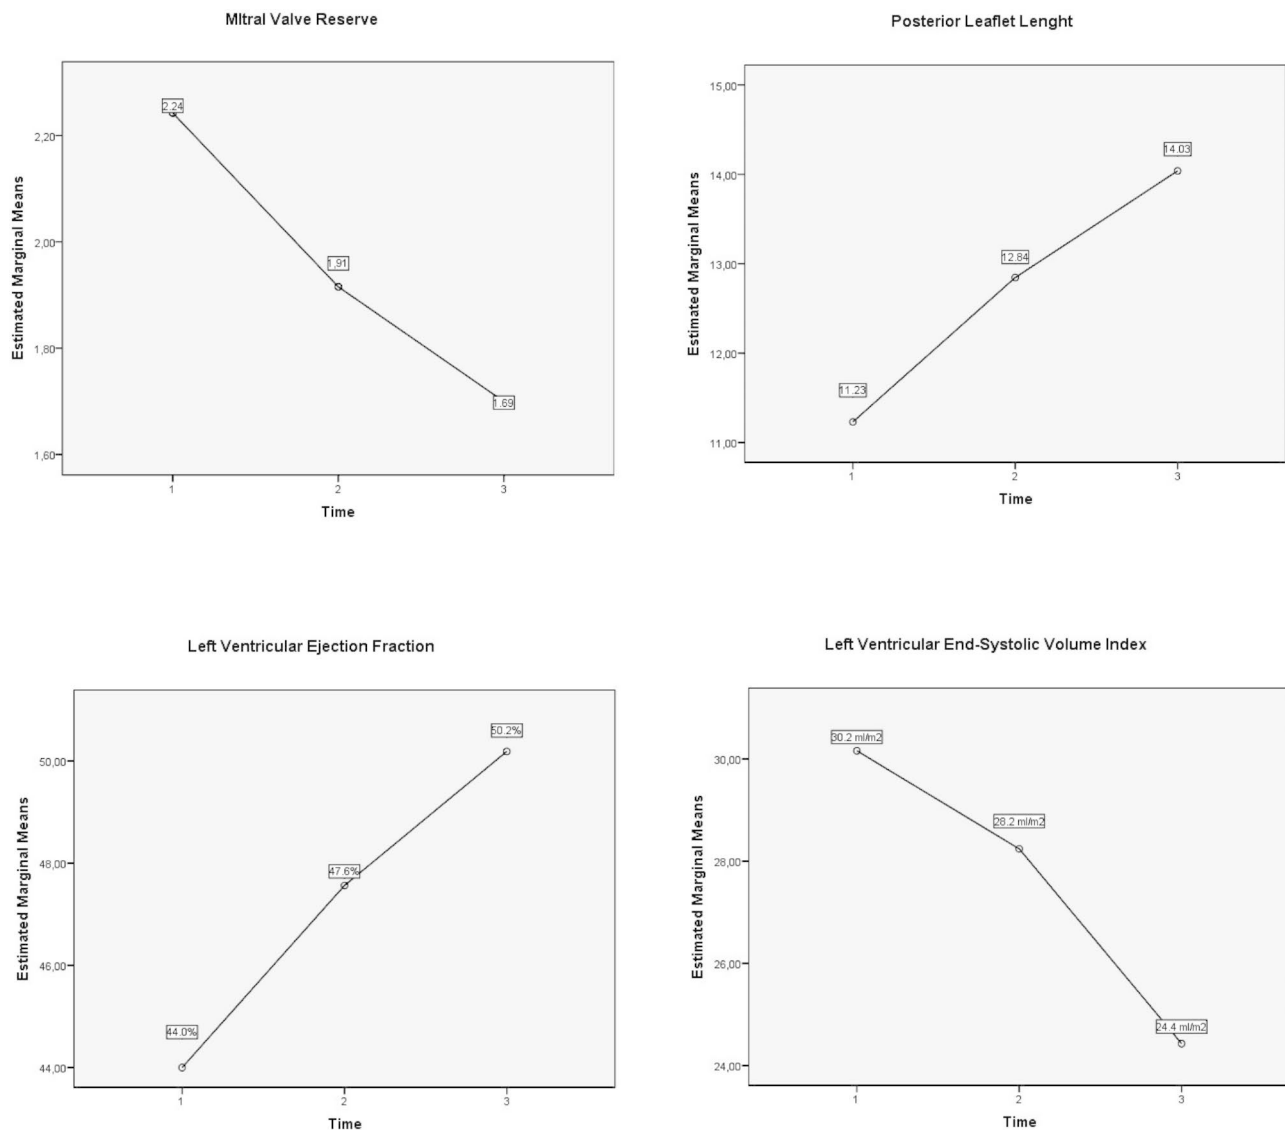 MItral Valve Reserve
Estimated Marginal Means
2,20
2,00
1,80
1,60
2.24
1,91
1.69
1
2
3
Time
Posterior Leaflet Lenght
Estimated Marginal Means
15,00
14,00
13,00
12,00
11,00
11.23
12.84
14.03
1
2
3
Time
Left Ventricular Ejection Fraction
Estimated Marginal Means
50,00
48,00
46,00
44,00
44.0%
47.6%
50.2%
1
2
3
Time
Left Ventricular End-Systolic Volume Index
Estimated Marginal Means
30,00
28,00
26,00
24,00
30.2 ml/m2
28.2 ml/m2
24.4 ml/m2
1
2
3
Time